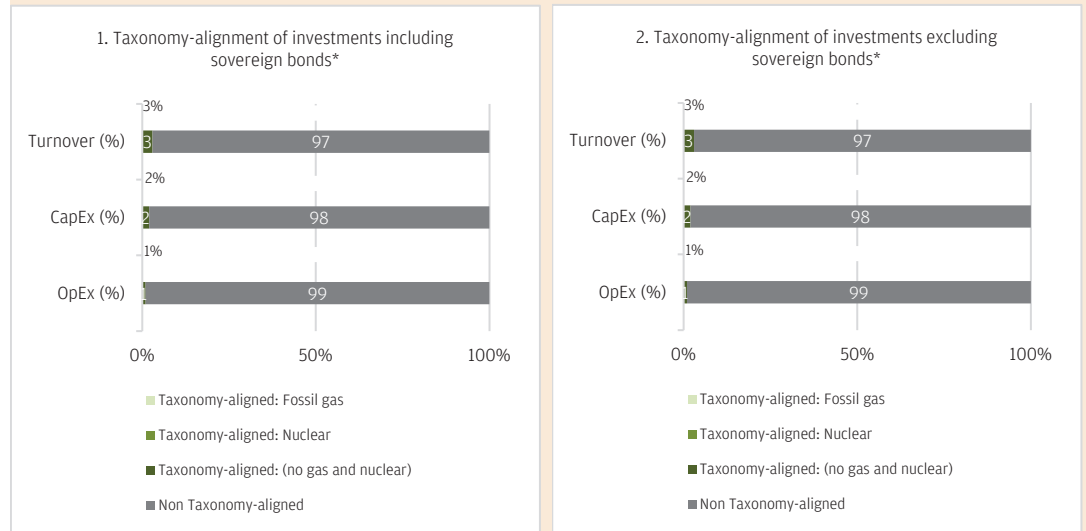 1. Taxonomy-alignment of investments including
sovereign bonds*
3%
Turnover (%)
3
97
2%
CapEx (%)
2
98
1%
OpEx (%)
1
99
0%
50%
100%
Taxonomy-aligned: Fossil gas
Taxonomy-aligned: Nuclear
Taxonomy-aligned: (no gas and nuclear)
Non Taxonomy-aligned
2. Taxonomy-alignment of investments excluding
sovereign bonds*
3%
Turnover (%)
3
97
2%
CapEx (%)
2
98
1%
OpEx (%)
1
99
0%
50%
100%
Taxonomy-aligned: Fossil gas
Taxonomy-aligned: Nuclear
Taxonomy-aligned: (no gas and nuclear)
Non Taxonomy-aligned